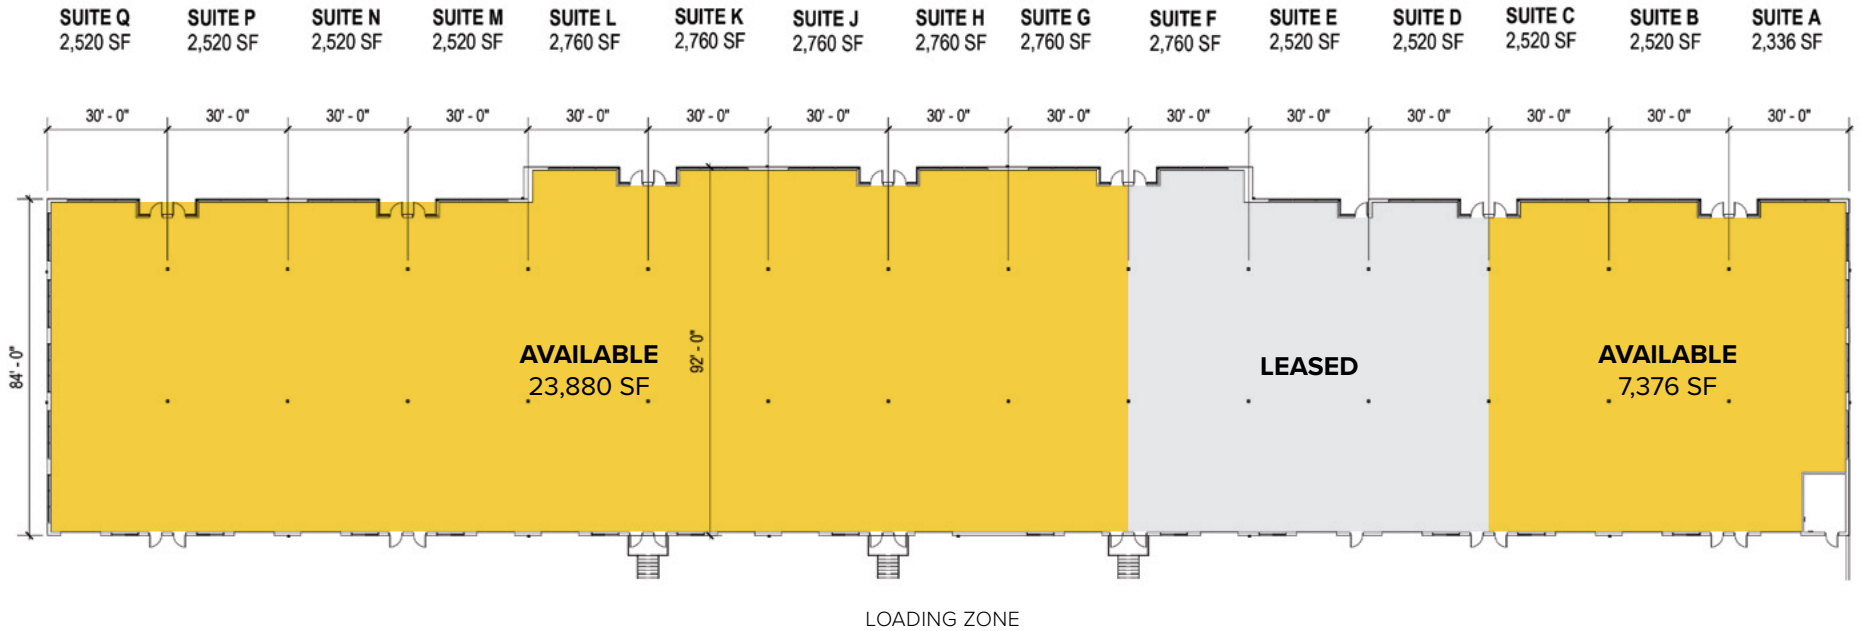 SUITE Q SUITE P SUITE N SUITE M SUITE L SUITE K SUITE J SUITE H SUITE G SUITE F SUITE E SUITE D SUITE C SUITE B SUITE A
2,520 SF 2,520 SF 2,520 SF 2,520 SF 2,760 SF 2,760 SF 2,760 SF 2,760 SF 2,760 SF 2,760 SF 2,520 SF 2,520 SF 2,520 SF 2,520 SF 2,336 SF
30' - 0" 30' - 0" 30' - 0" 30' - 0" 30' - 0" 30' - 0" 30' - 0" 30' - 0" 30' - 0" 30' - 0" 30' - 0" 30' - 0" 30' - 0" 30' - 0" 30' - 0"
84' - 0"
AVAILABLE
23,880 SF
92' - 0"
LEASED
AVAILABLE
7,376 SF
LOADING ZONE